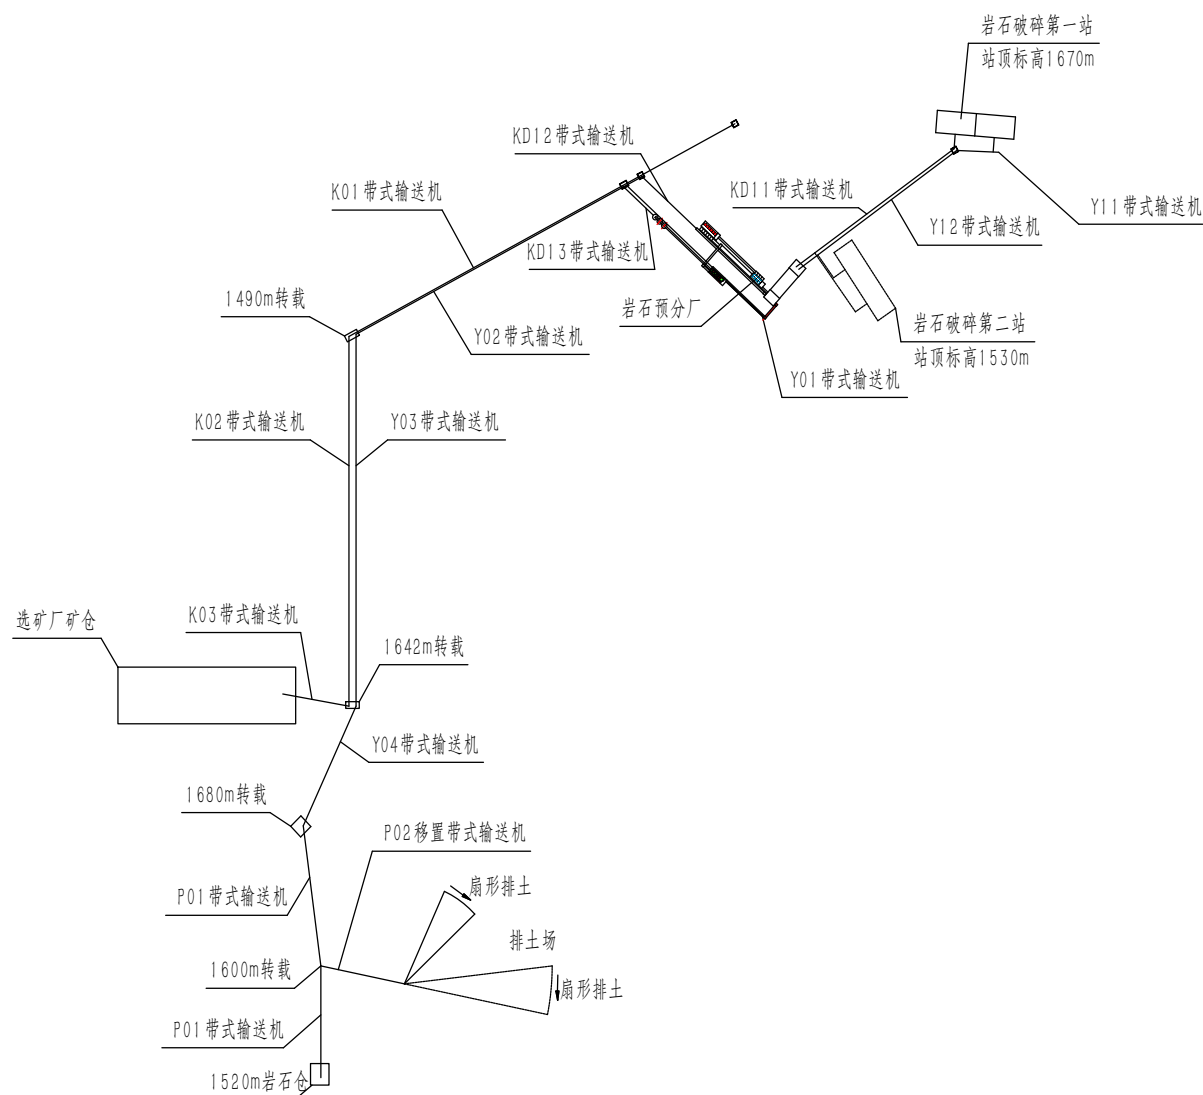 岩石破碎第一站
站顶标高1670m
KD12带式输送机
K01带式输送机
KD11带式输送机
Y11带式输送机
Y12带式输送机
KD13带式输送机
1490m转载
岩石预分厂
岩石破碎第二站
站顶标高1530m
Y02带式输送机
Y01带式输送机
K02带式输送机
Y03带式输送机
选矿厂矿仓
K03带式输送机
1642m转载
Y04带式输送机
1680m转载
P02移置带式输送机
P01带式输送机
扇形排土
排土场
1600m转载
扇形排土
P01带式输送机
1520m岩石仓